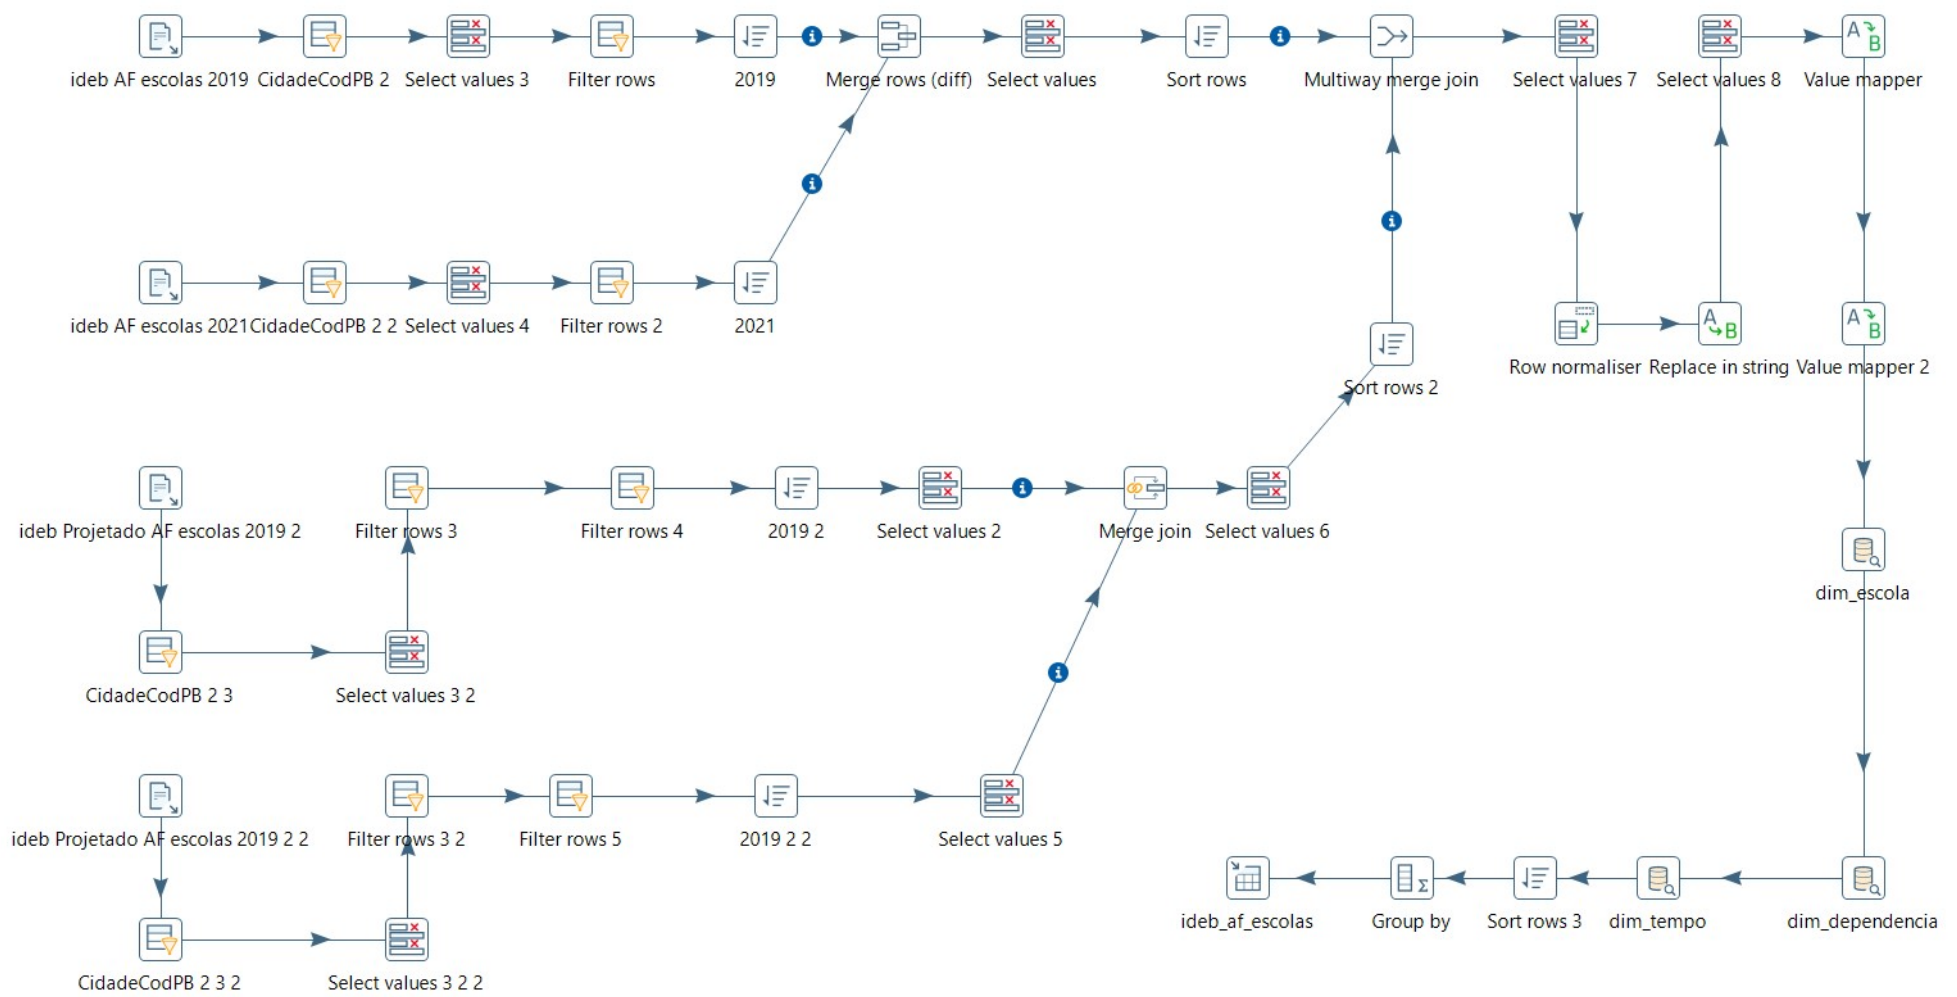 ideb AF escolas 2019
CidadeCodPB 2
Select values 3
Filter rows
2019
Merge rows (diff)
Select values
Sort rows
Multiway merge join
Select values 7
Select values 8
Value mapper
ideb AF escolas 2021
CidadeCodPB 2 2
Select values 4
Filter rows 2
2021
Sort rows 2
Row normaliser
Replace in string
Value mapper 2
ideb Projetado AF escolas 2019 2
Filter rows 3
Filter rows 4
2019 2
Select values 2
Merge join
Select values 6
dim_escola
CidadeCodPB 2 3
Select values 3 2
ideb Projetado AF escolas 2019 2 2
Filter rows 3 2
Filter rows 5
2019 2 2
Select values 5
ideb_af_escolas
Group by
Sort rows 3
dim_tempo
dim_dependencia
CidadeCodPB 2 3 2
Select values 3 2 2